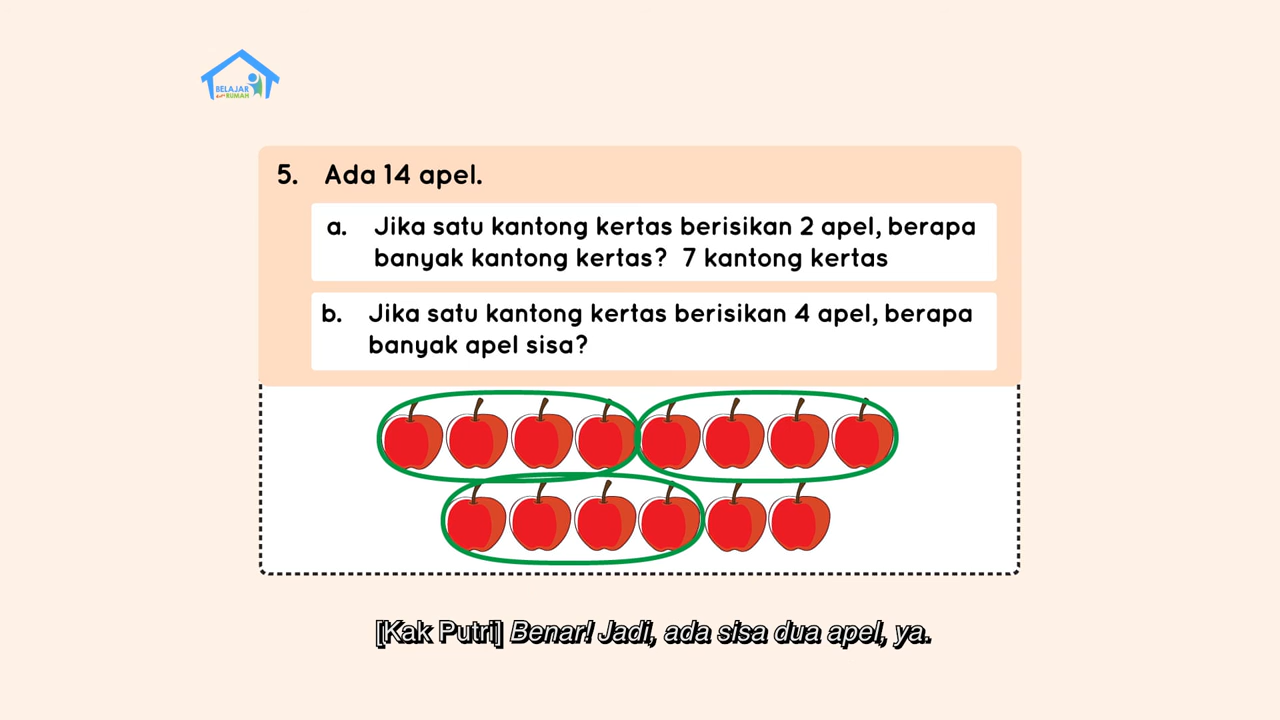 BELAJAR
dari RUMAH
5. Ada 14 apel.
a. Jika satu kantong kertas berisikan 2 apel, berapa
banyak kantong kertas? 7 kantong kertas
b. Jika satu kantong kertas berisikan 4 apel, berapa
banyak apel sisa?
[Kak Putri] Benar! Jadi, ada sisa dua apel, ya.